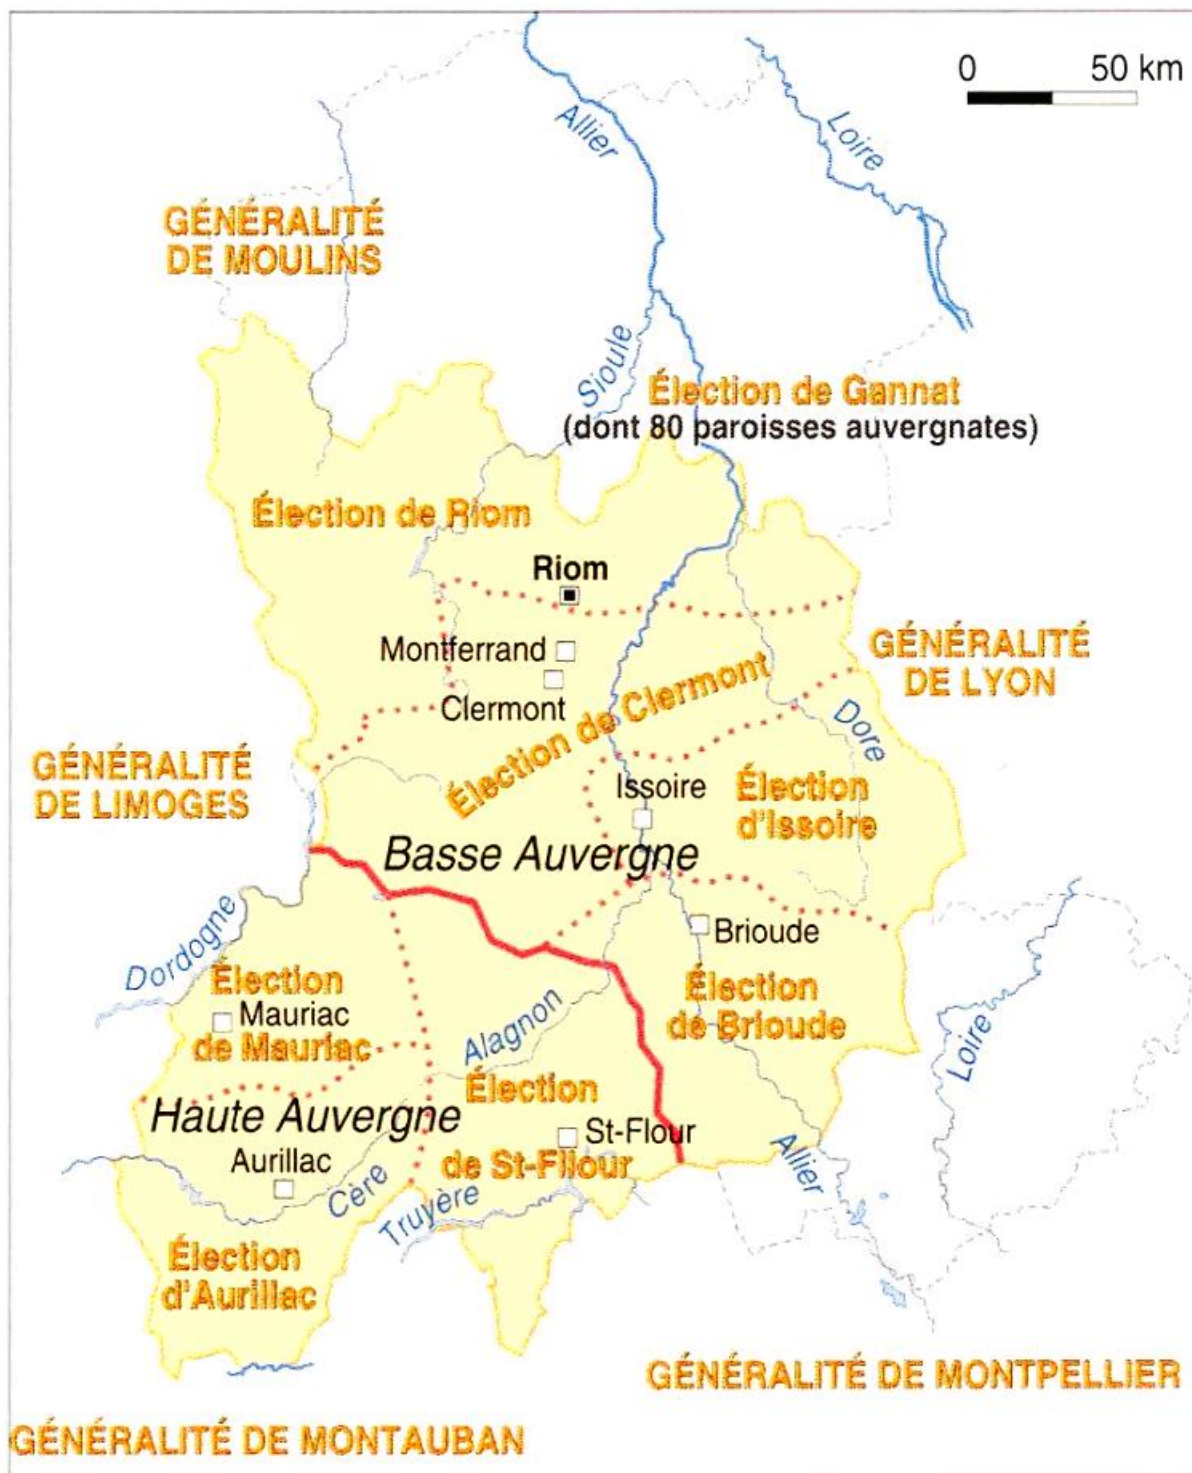 0 50 km
Allier
Loire
GÉNÉRALITÉ
DE MOULINS
Sioule
Élection de Gannat
(dont 80 paroisses auvergnates)
Élection de Riom
Riom
Montferrand
Clermont
Élection de Clermont
GÉNÉRALITÉ
DE LYON
Dore
GÉNÉRALITÉ
DE LIMOGES
Issoire
Élection
d'Issoire
Basse Auvergne
Dordogne
Brioude
Élection
de Brioude
Élection
Mauriac
de Mauriac
Alagnon
Loire
Haute Auvergne
Élection
St-Flour
de St-Fllour
Aurillac
Cère
Truyère
Allier
Élection
d'Aurillac
GÉNÉRALITÉ DE MONTPELLIER
GÉNÉRALITÉ DE MONTAUBAN